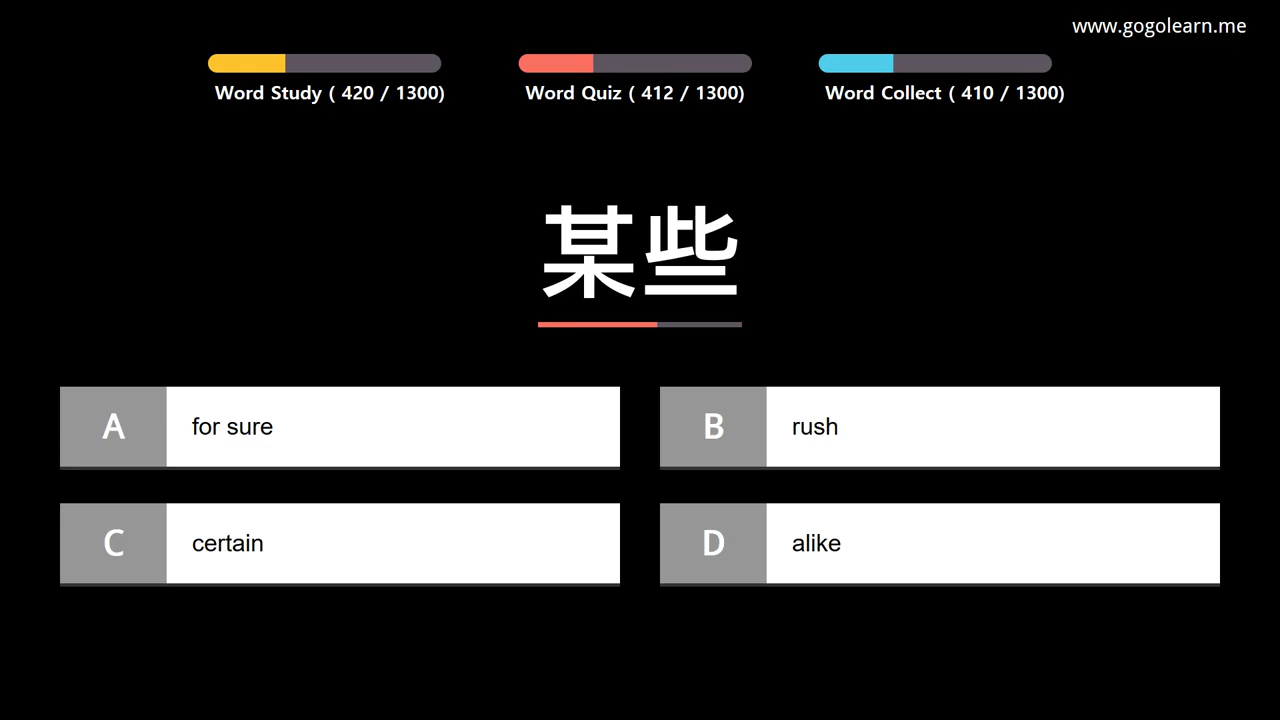 www.gogolearn.me
Word Study ( 420 / 1300)
Word Quiz ( 412 / 1300)
Word Collect ( 410 / 1300)
某些
A for sure
B rush
C certain
D alike